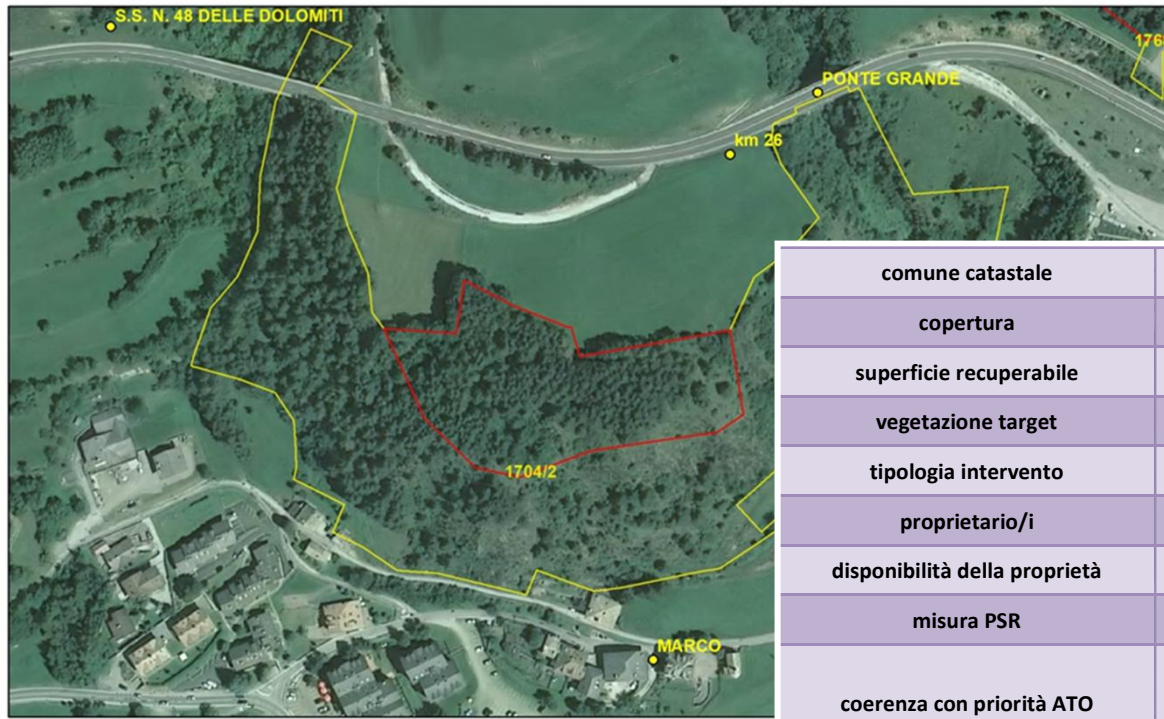 S.S. N. 48 DELLE DOLOMITI
PONTE GRANDE
km 26
1704/2
MARCO
comune catastale
copertura
superficie recuperabile
vegetazione target
tipologia intervento
proprietario/i
disponibilità della proprietà
misura PSR
coerenza con priorità ATO